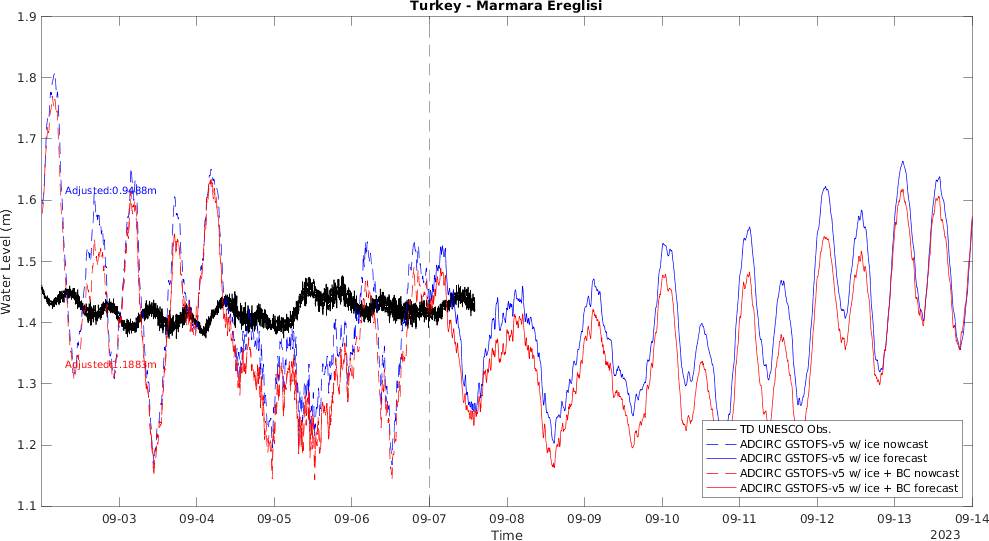 Turkey - Marmara Ereglisi
1.9
1.8
1.7
1.6
1.5
1.4
1.3
1.2
1.1
Water Level (m)
Adjusted:0.9488m
Adjusted:1.1883m
TD UNESCO Obs.
ADCIRC GSTOFS-v5 w/ ice nowcast
ADCIRC GSTOFS-v5 w/ ice forecast
ADCIRC GSTOFS-v5 w/ ice + BC nowcast
ADCIRC GSTOFS-v5 w/ ice + BC forecast
09-03 09-04 09-05 09-06 09-07 09-08 09-09 09-10 09-11 09-12 09-13 09-14
Time
2023